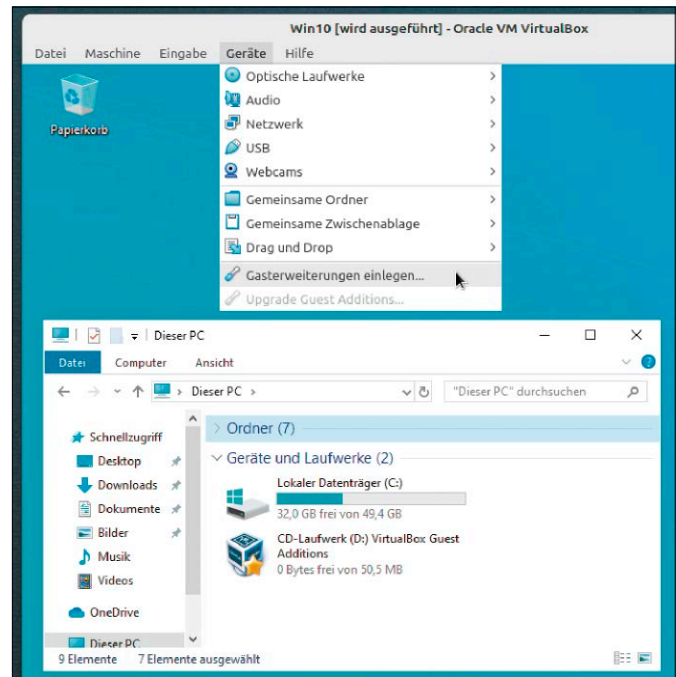 Win10 [wird ausgeführt] - Oracle VM VirtualBox
Datei Maschine Eingabe Geräte Hilfe
Papierkorb
Optische Laufwerke
Audio
Netzwerk
USB
Webcams
Gemeinsame Ordner
Gemeinsame Zwischenablage
Drag und Drop
Gasterweiterungen einlegen...
Upgrade Guest Additions...
Dieser PC
Datei Computer Ansicht
Dieser PC
"Dieser PC" durchsuchen
Schnellzugriff
Desktop
Downloads
Dokumente
Bilder
Musik
Videos
OneDrive
Dieser PC
Ordner (7)
Geräte und Laufwerke (2)
Lokaler Datenträger (C:)
32,0 GB frei von 49,4 GB
CD-Laufwerk (D:) VirtualBox Guest
Additions
0 Bytes frei von 50,5 MB
9 Elemente 7 Elemente ausgewählt